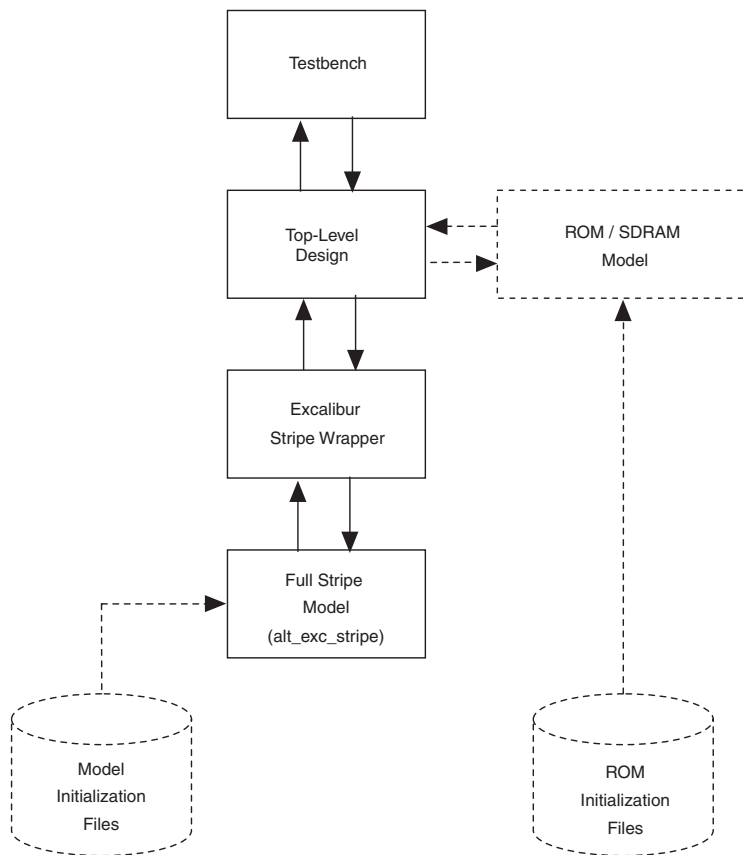 Testbench
Top-Level
Design
ROM / SDRAM
Model
Excalibur
Stripe Wrapper
Full Stripe
Model
(alt_exc_stripe)
Model
Initialization
Files
ROM
Initialization
Files